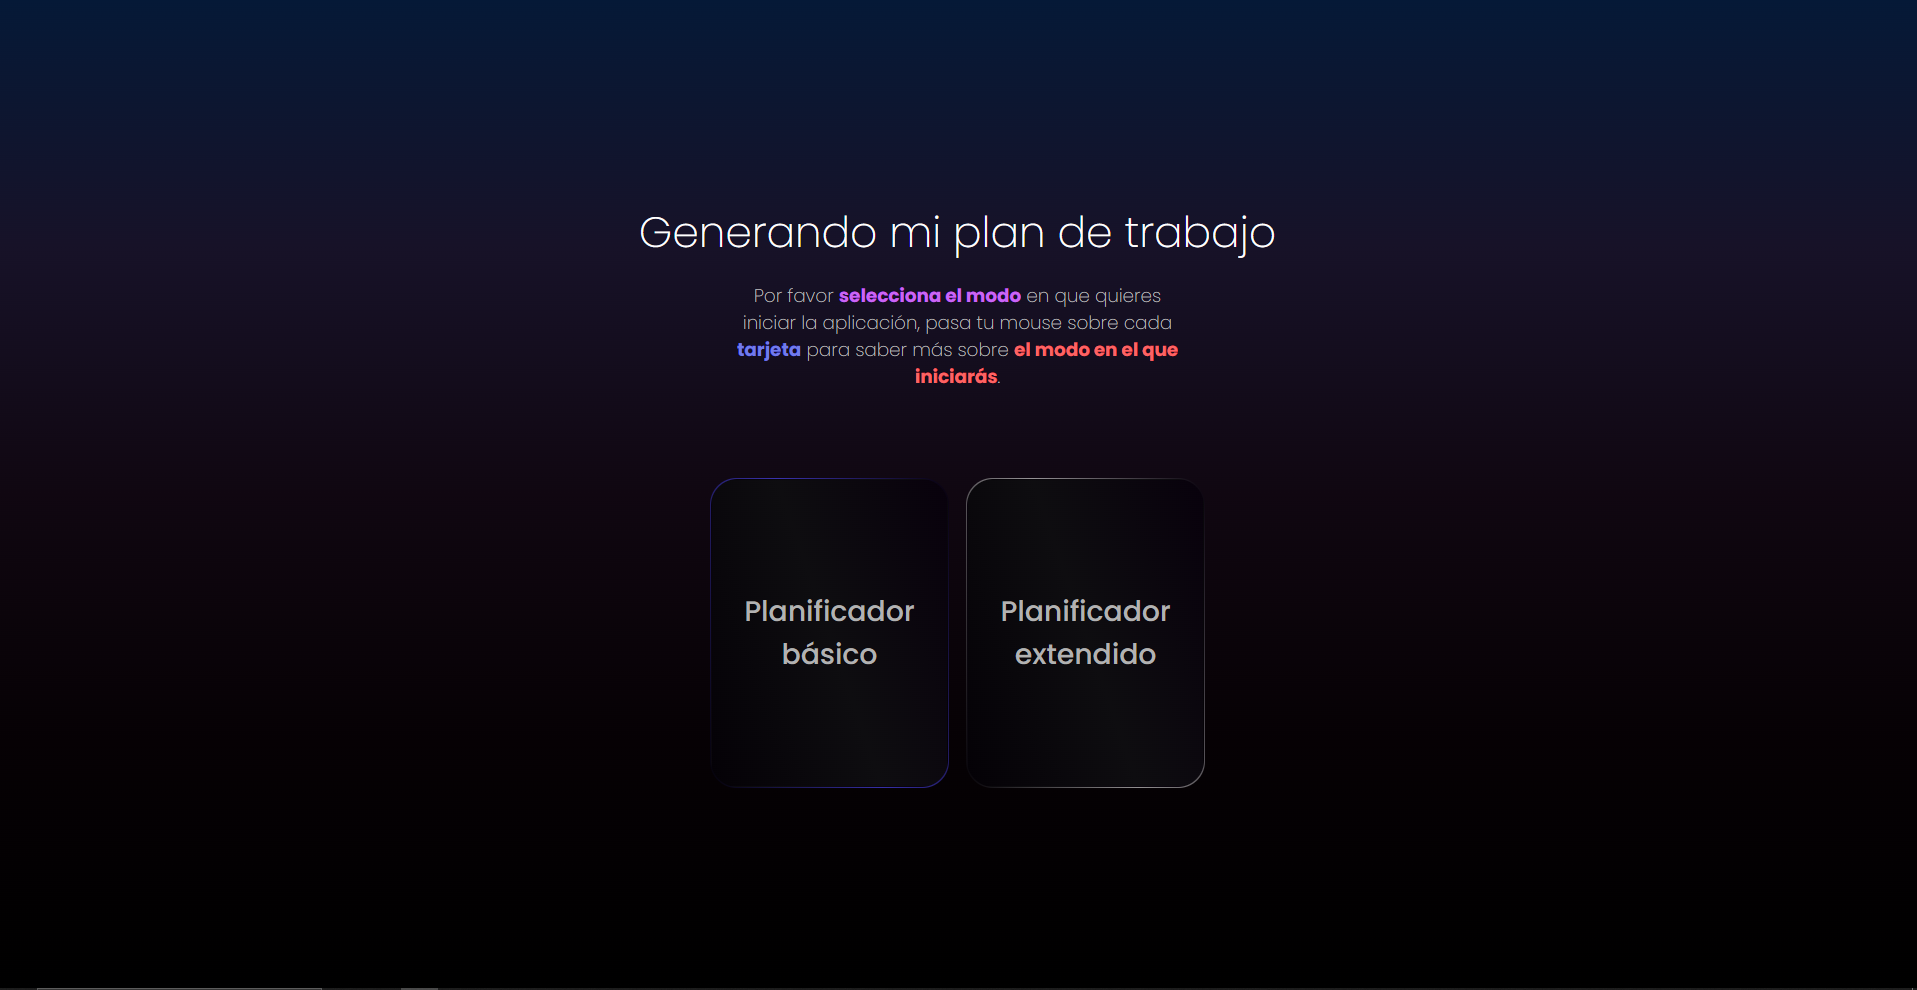 Generando mi plan de trabajo
Por favor selecciona el modo en que quieres
iniciar la aplicación, pasa tu mouse sobre cada
tarjeta para saber más sobre el modo en el que
iniciarás.
Planificador
básico
Planificador
extendido